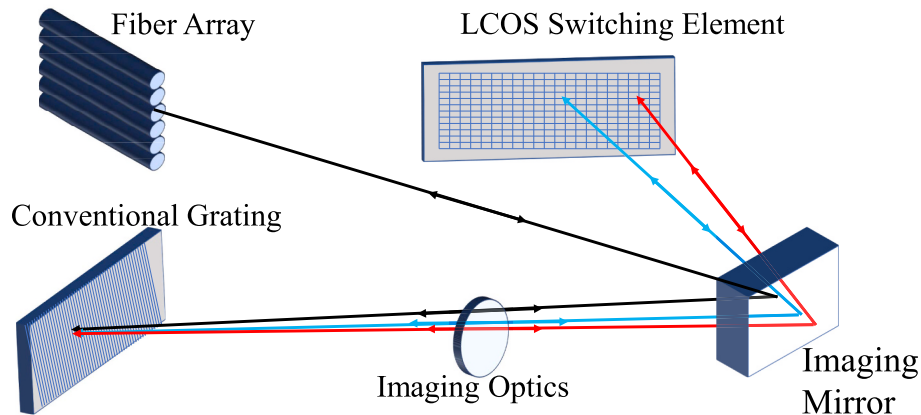 Fiber Array
LCOS Switching Element
Conventional Grating
Imaging Optics
Imaging
Mirror